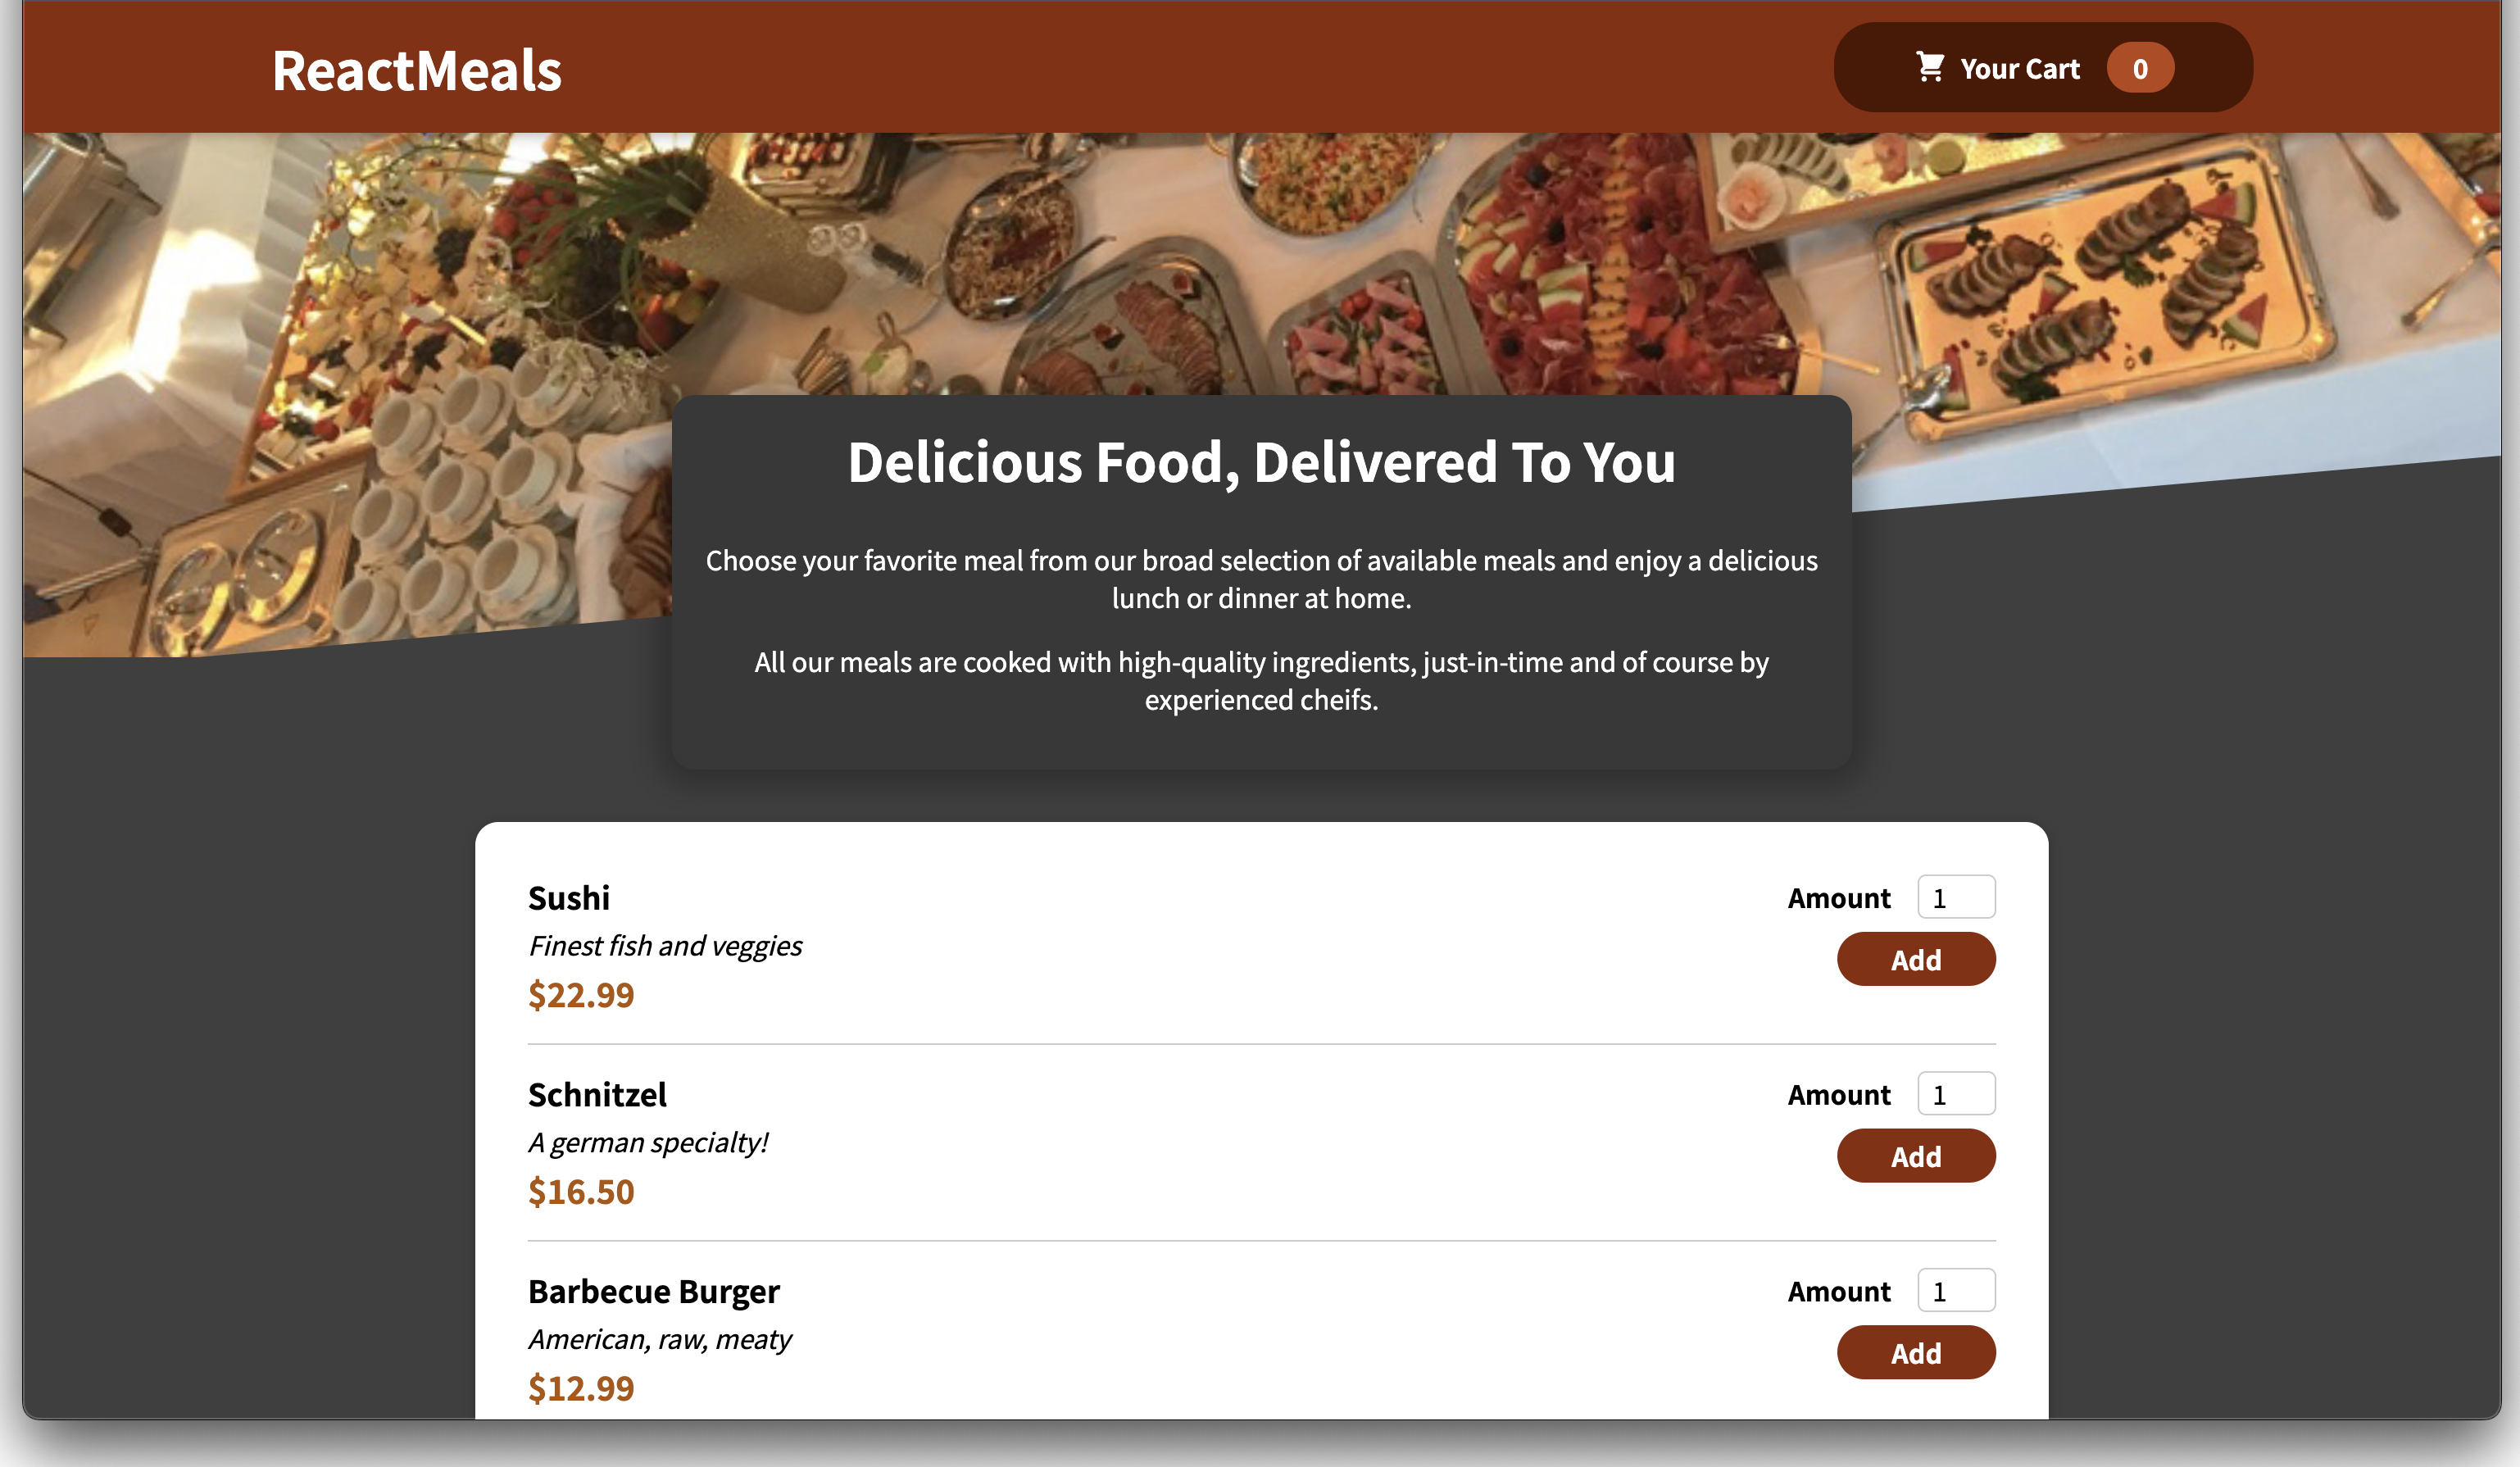 ReactMeals
Your Cart 0
Delicious Food, Delivered To You
Choose your favorite meal from our broad selection of available meals and enjoy a delicious
lunch or dinner at home.
All our meals are cooked with high-quality ingredients, just-in-time and of course by
experienced cheifs.
Sushi
Finest fish and veggies
$22.99
Amount 1
Add
Schnitzel
A german specialty!
$16.50
Amount 1
Add
Barbecue Burger
American, raw, meaty
$12.99
Amount 1
Add